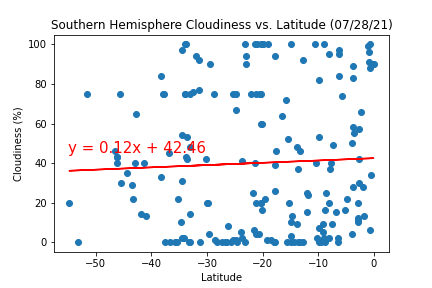 Southern Hemisphere Cloudiness vs. Latitude (07/28/21)
100
80
60
40
20
0
Cloudiness (%)
y = 0.12x + 42.46
−50 −40 −30 −20 −10 0
Latitude